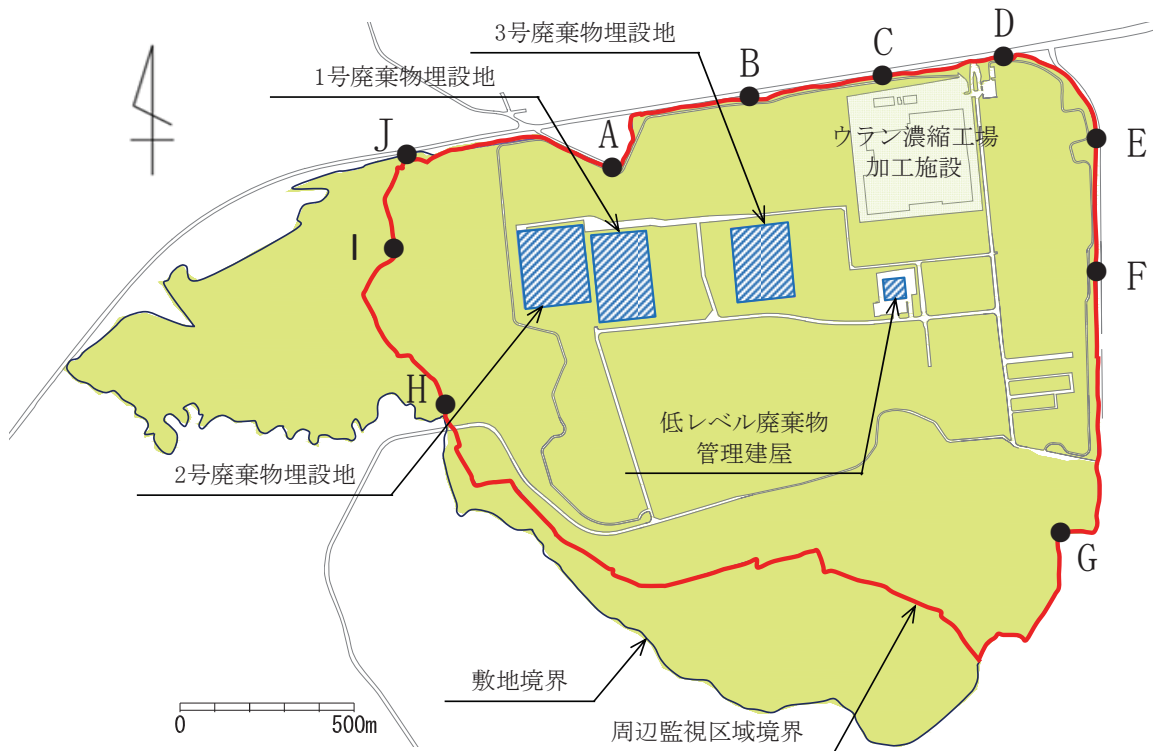 3号廃棄物埋設地
1号廃棄物埋設地
D
C
B
A
J
E
ウラン濃縮工場
加工施設
I
F
H
低レベル廃棄物
管理建屋
2号廃棄物埋設地
G
敷地境界
周辺監視区域境界
0 500m